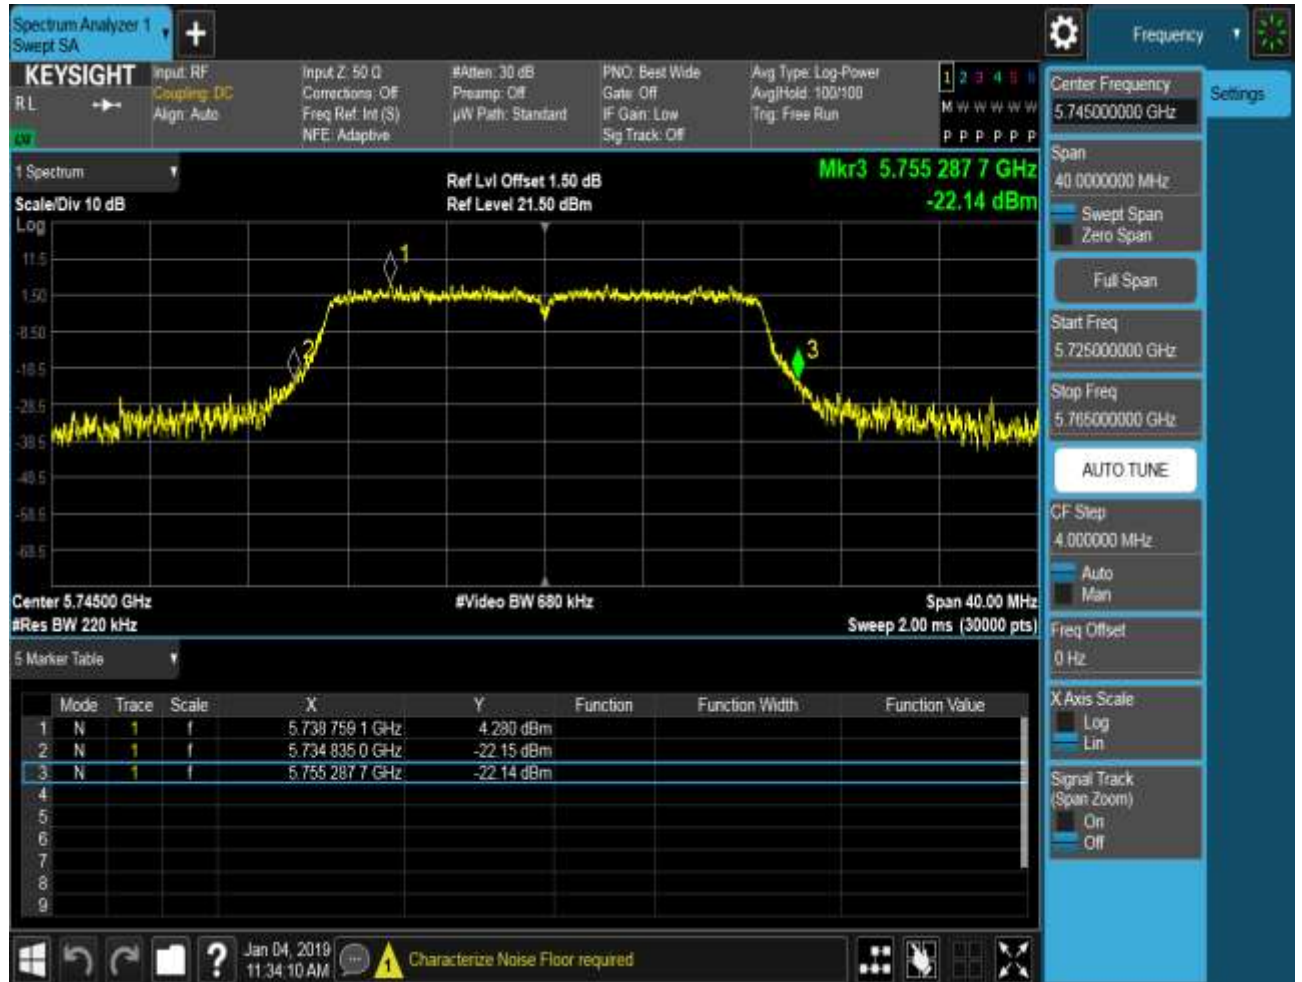 Spectrum Analyzer 1
Swept SA
+
Frequency
KEYSIGHT
RL
Input: RF
Coupling: DC
Align: Auto
Input Z: 50 Ω
Corrections: Off
Freq Ref: Int (S)
NFE: Adaptive
#Atten: 30 dB
Preamp: Off
µW Path: Standard
PNO: Best Wide
Gate: Off
IF Gain: Low
Sig Track: Off
Avg Type: Log-Power
Avg|Hold: 100/100
Trig: Free Run
1 2 3 4 5 6
M W W W W W
P P P P P P
1 Spectrum
Scale/Div 10 dB
Ref Lvl Offset 1.50 dB
Ref Level 21.50 dBm
Mkr3 5.755 287 7 GHz
-22.14 dBm
Log
11.5
1.50
-8.50
-18.5
-28.5
-38.5
-48.5
-58.5
-68.5
1
2
3
Center 5.74500 GHz
#Video BW 680 kHz
Span 40.00 MHz
#Res BW 220 kHz
Sweep 2.00 ms (30000 pts)
5 Marker Table
Mode Trace Scale X Y Function Function Width Function Value
1 N 1 f 5.738 759 1 GHz 4.280 dBm
2 N 1 f 5.734 835 0 GHz -22.15 dBm
3 N 1 f 5.755 287 7 GHz -22.14 dBm
4
5
6
7
8
9
Center Frequency
5.745000000 GHz
Settings
Span
40.0000000 MHz
Swept Span
Zero Span
Full Span
Start Freq
5.725000000 GHz
Stop Freq
5.765000000 GHz
AUTO TUNE
CF Step
4.000000 MHz
Auto
Man
Freq Offset
0 Hz
X Axis Scale
Log
Lin
Signal Track
(Span Zoom)
On
Off
?
Jan 04, 2019
11:34:10 AM
1
Characterize Noise Floor required